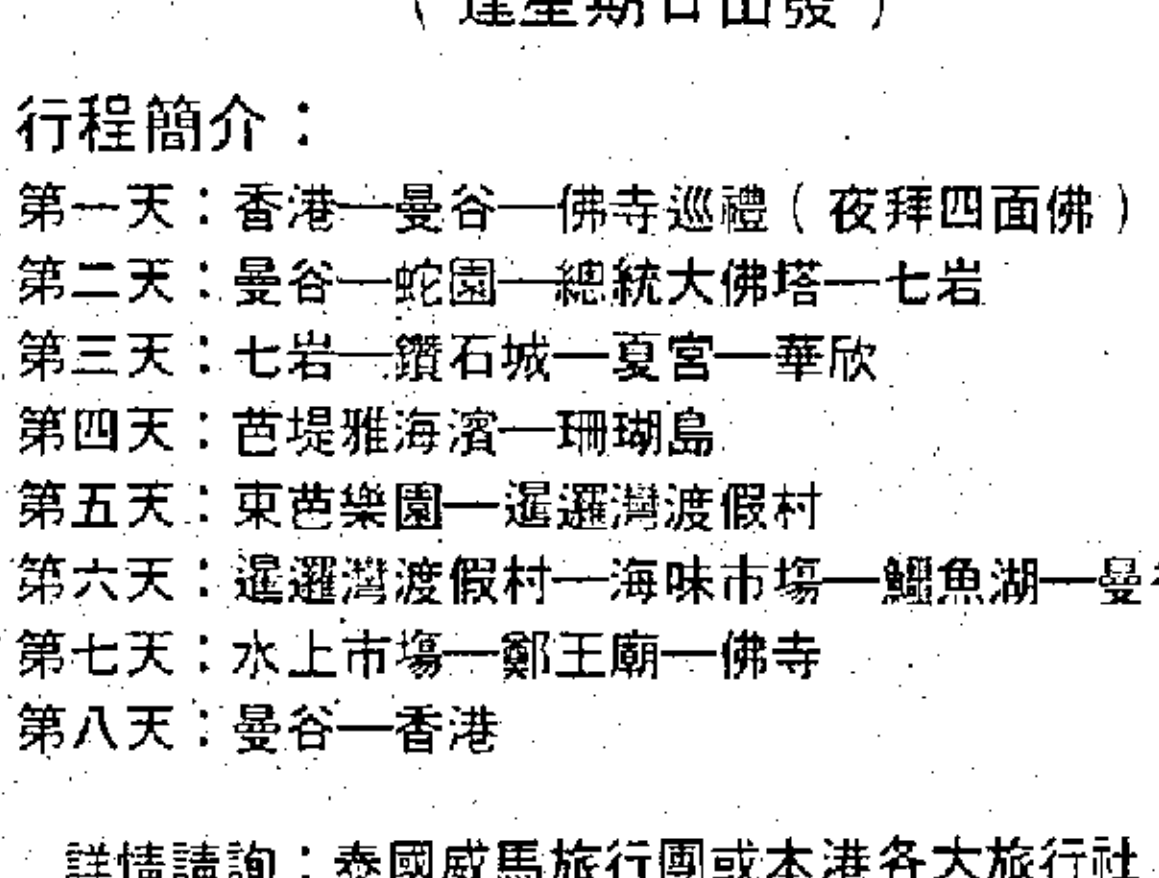 （逢星期日出發）
行程簡介：
第一天：香港—曼谷—佛寺巡禮（夜拜四面佛）
第二天：曼谷—蛇園—總統大佛塔—七岩
第三天：七岩—鑽石城—夏宮—華欣
第四天：芭堤雅海濱—珊瑚島
第五天：東芭樂園—暹邏灣渡假村
第六天：暹邏灣渡假村—海味市場—鱷魚湖—曼谷
第七天：水上市場—鄭王廟—佛寺
第八天：曼谷—香港
詳情請詢：泰國威馬旅行團或本港各大旅行社